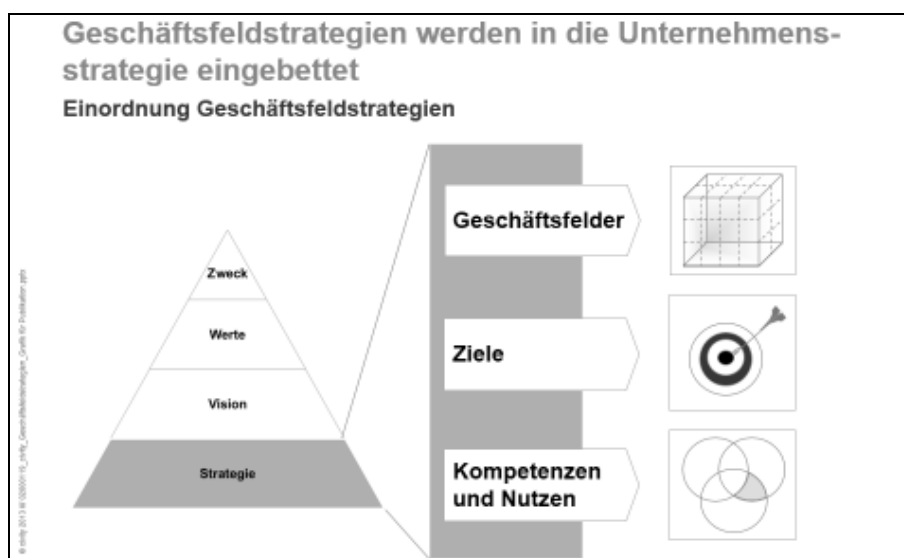 Geschäftsfeldstrategien werden in die Unternehmens-
strategie eingebettet
Einordnung Geschäftsfeldstrategien
Zweck
Werte
Vision
Strategie
Geschäftsfelder
Ziele
Kompetenzen
und Nutzen